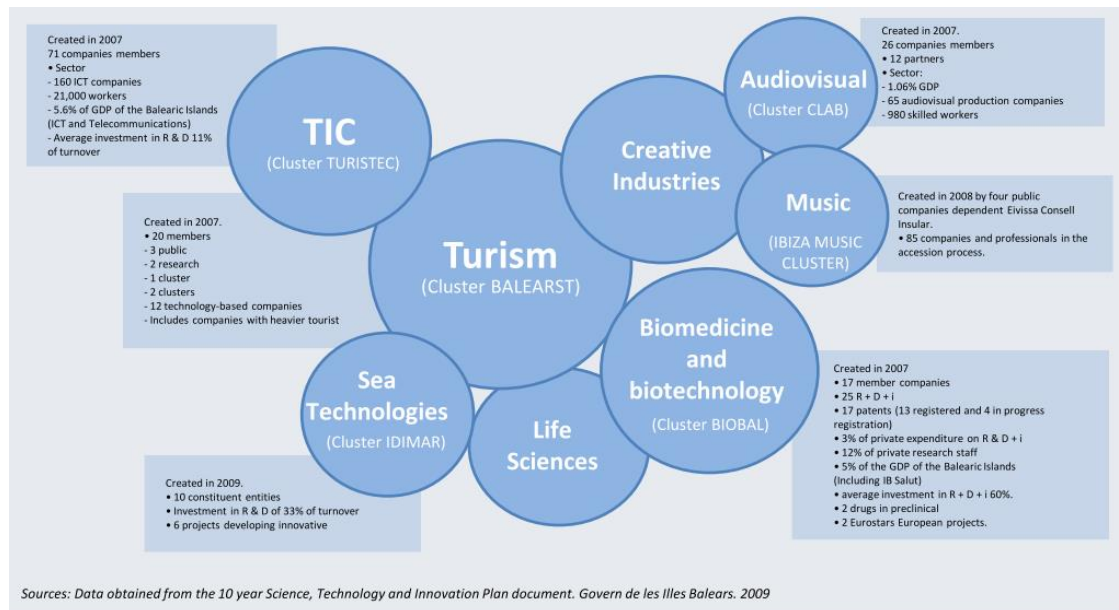 Created in 2007
71 companies members
• Sector
- 160 ICT companies
- 21,000 workers
- 5.6% of GDP of the Balearic Islands
(ICT and Telecommunications)
- Average investment in R & D 11%
of turnover
TIC
(Cluster TURISTEC)
Creative
Industries
Audiovisual
(Cluster CLAB)
Created in 2007.
26 companies members
• 12 partners
• Sector:
- 1.06% GDP
- 65 audiovisual production companies
- 980 skilled workers
Music
(IBIZA MUSIC
CLUSTER)
Created in 2008 by four public
companies dependent Eivissa Consell
Insular.
• 85 companies and professionals in the
accession process.
Created in 2007.
• 20 members
- 3 public
- 2 research
- 1 cluster
- 2 clusters
- 12 technology-based companies
- Includes companies with heavier tourist
Turism
(Cluster BALEARST)
Biomedicine
and
biotechnology
(Cluster BIOBAL)
Created in 2007
• 17 member companies
• 25 R + D + i
• 17 patents (13 registered and 4 in progress
registration)
• 3% of private expenditure on R & D + i
• 12% of private research staff
• 5% of the GDP of the Balearic Islands
(Including IB Salut)
• average investment in R + D + i 60%.
• 2 drugs in preclinical
• 2 Eurostars European projects.
Sea
Technologies
(Cluster IDIMAR)
Life
Sciences
Created in 2009.
• 10 constituent entities
• Investment in R & D of 33% of turnover
• 6 projects developing innovative
Sources: Data obtained from the 10 year Science, Technology and Innovation Plan document. Govern de les Illes Balears. 2009